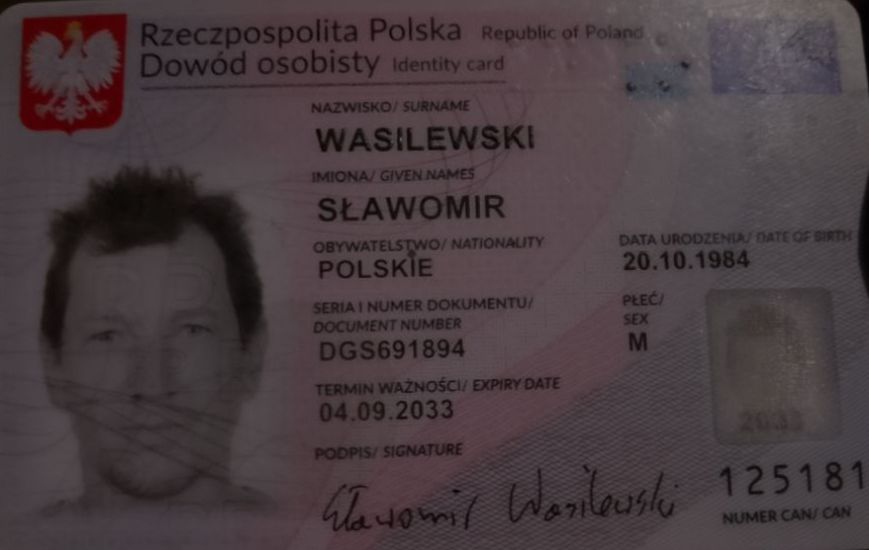 Rzeczpospolita Polska Republic of Poland
Dowód osobisty Identity card
NAZWISKO/ SURNAME
WASILEWSKI
IMIONA/ GIVEN NAMES
SŁAWOMIR
OBYWATELSTWO/ NATIONALITY
POLSKIE
DATA URODZENIA/ DATE OF BIRTH
20.10.1984
SERIA I NUMER DOKUMENTU/
DOCUMENT NUMBER
DGS691894
PŁEĆ/
SEX
M
TERMIN WAŻNOŚCI/ EXPIRY DATE
04.09.2033
PODPIS/ SIGNATURE
Sławomir Wasilewski
125181
NUMER CAN/ CAN